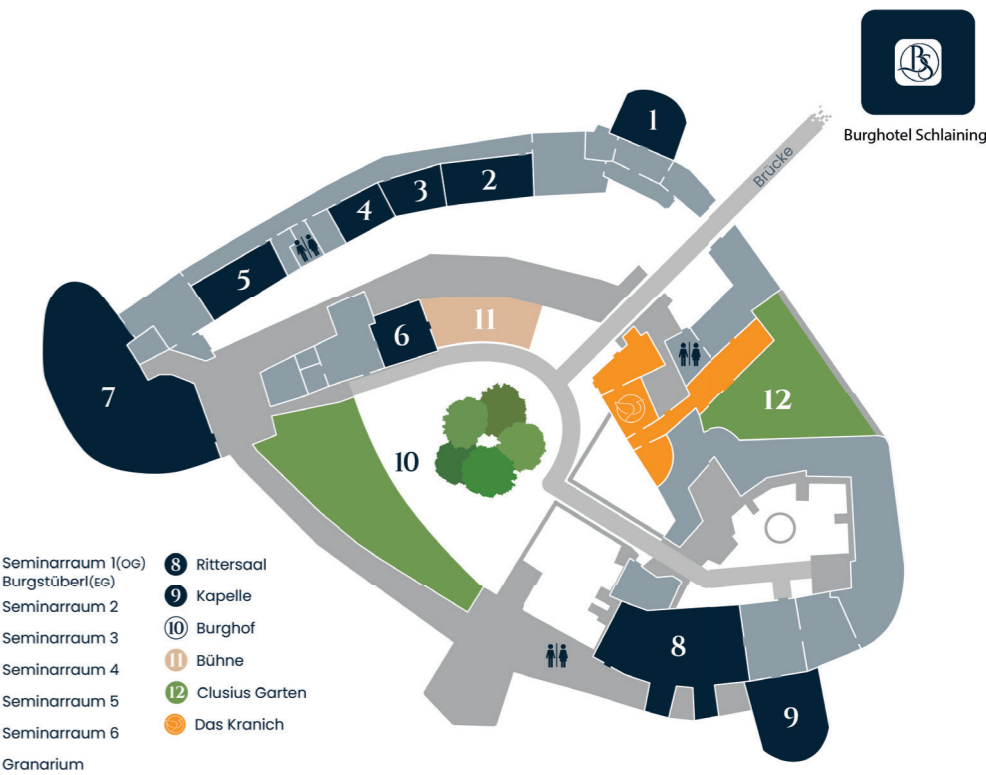 BS
Burghotel Schlaining
1
Brücke
2
3
4
5
6
11
7
12
10
8
9
Seminarraum 1(OG)
Burgstüberl(EG)
Seminarraum 2
Seminarraum 3
Seminarraum 4
Seminarraum 5
Seminarraum 6
Granarium
8 Rittersaal
9 Kapelle
10 Burghof
11 Bühne
12 Clusius Garten
Das Kranich